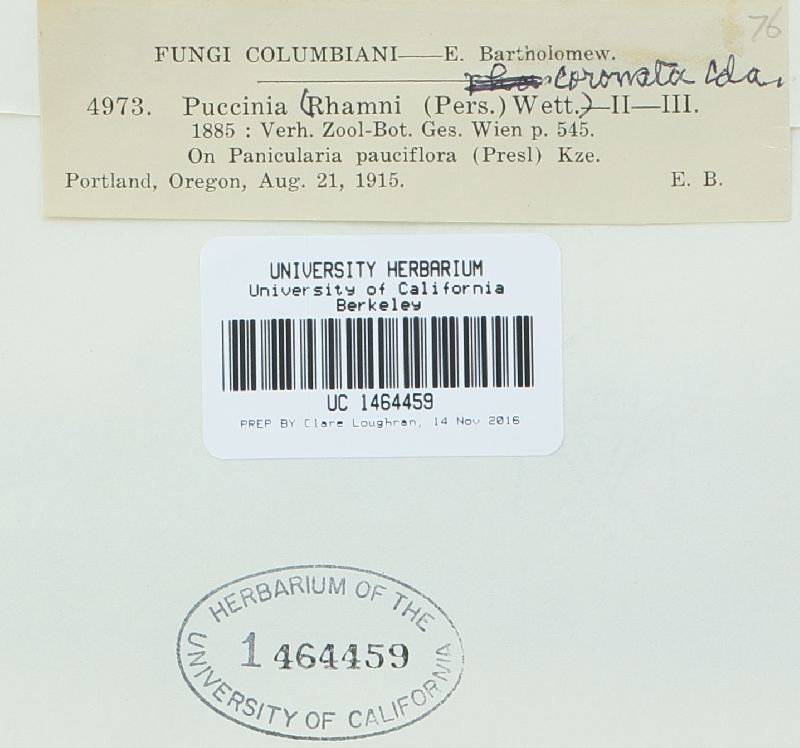 76
FUNGI COLUMBIANI——E. Bartholomew.
coronata Cda.
4973. Puccinia (Rhamni (Pers.) Wett.)—II—III.
1885 : Verh. Zool-Bot. Ges. Wien p. 545.
On Panicularia pauciflora (Presl) Kze.
Portland, Oregon, Aug. 21, 1915. E. B.
UNIVERSITY HERBARIUM
University of California
Berkeley
UC 1464459
PREP BY Clare Loughran, 14 Nov 2016
HERBARIUM OF THE
1464459
UNIVERSITY OF CALIFORNIA